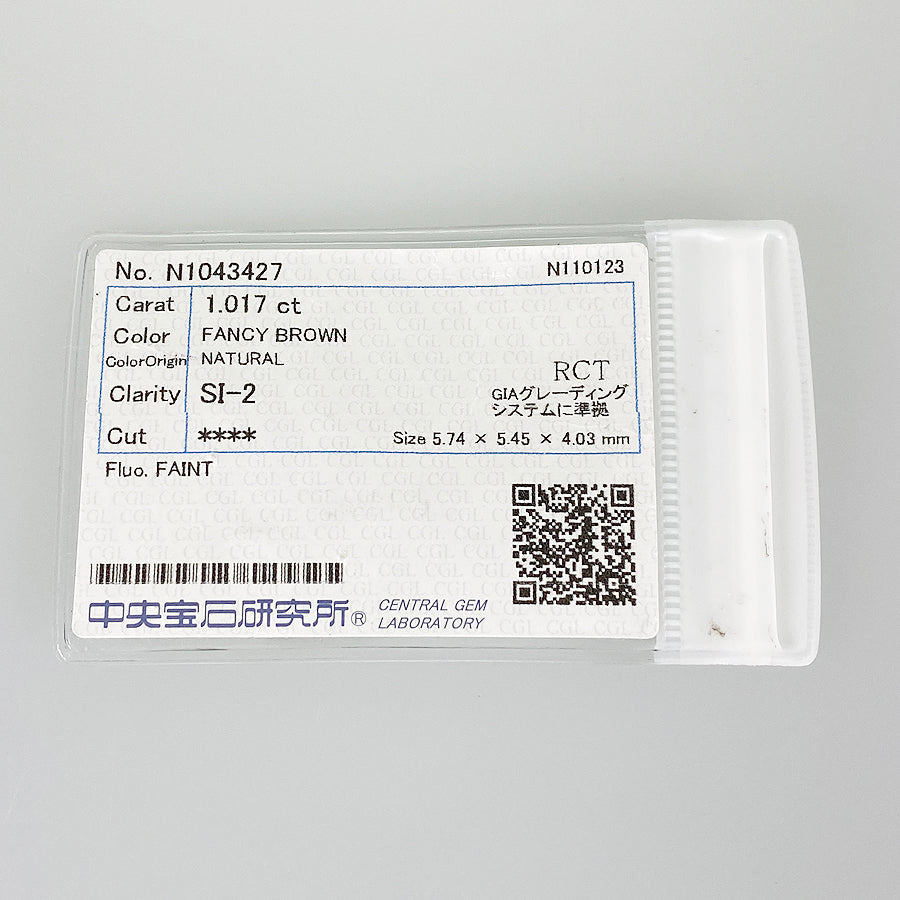 No. N1043427 N110123
Carat 1.017 ct
Color FANCY BROWN
ColorOrigin NATURAL
RCT
Clarity SI-2 GIAグレーディング
システムに準拠
Cut **** Size 5.74 × 5.45 × 4.03 mm
Fluo. FAINT
中央宝石研究所® CENTRAL GEM
LABORATORY